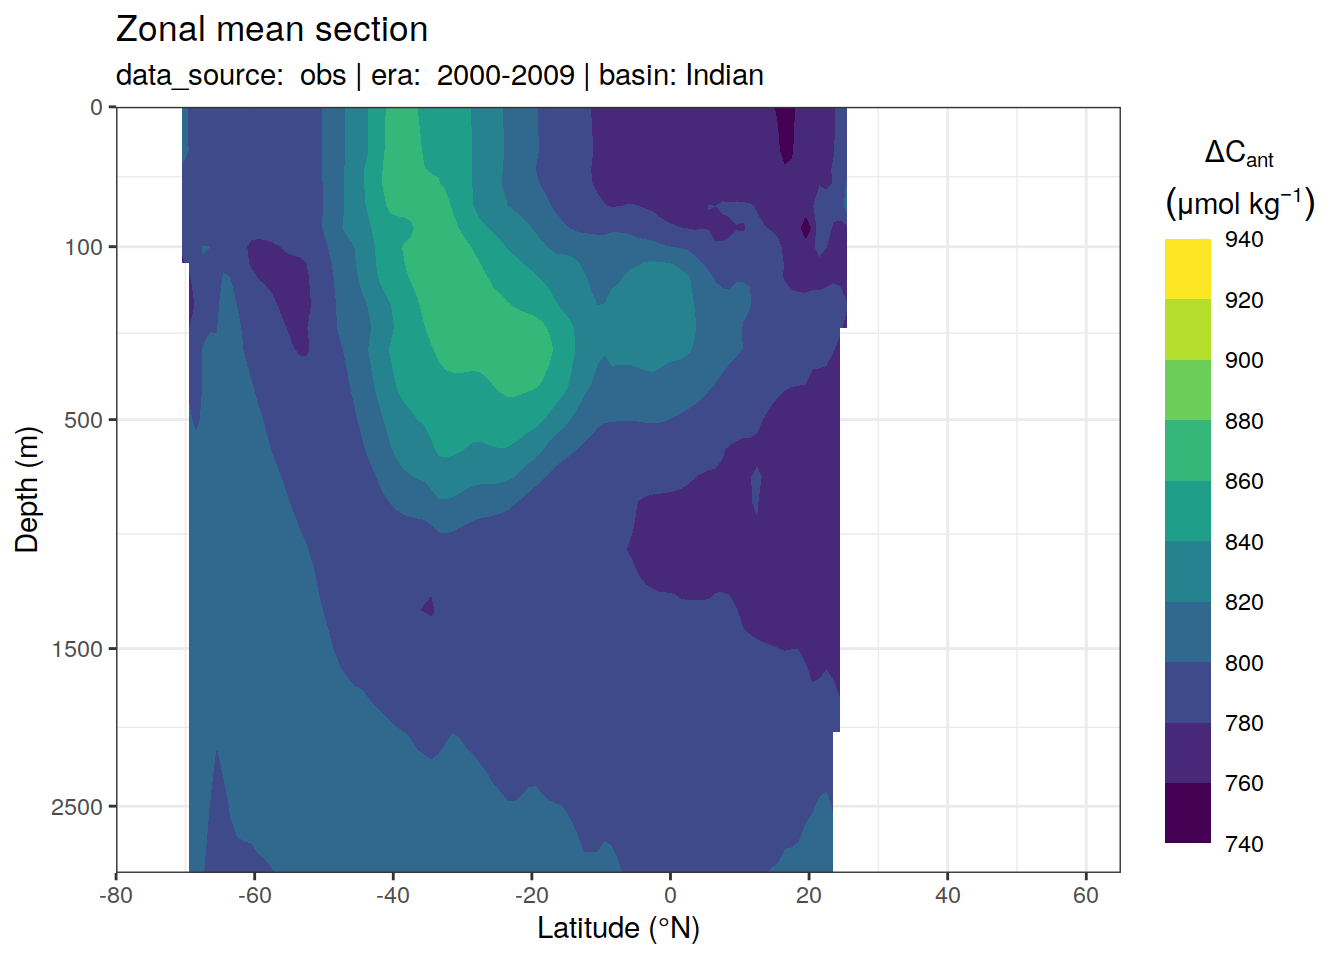 Zonal mean section
data_source:  obs | era:  2000-2009 | basin: Indian
ΔCant
(μmol kg⁻¹)
940
920
900
880
860
840
820
800
780
760
740
Depth (m)
0
100
500
1500
2500
-80 -60 -40 -20 0 20 40 60
Latitude (°N)